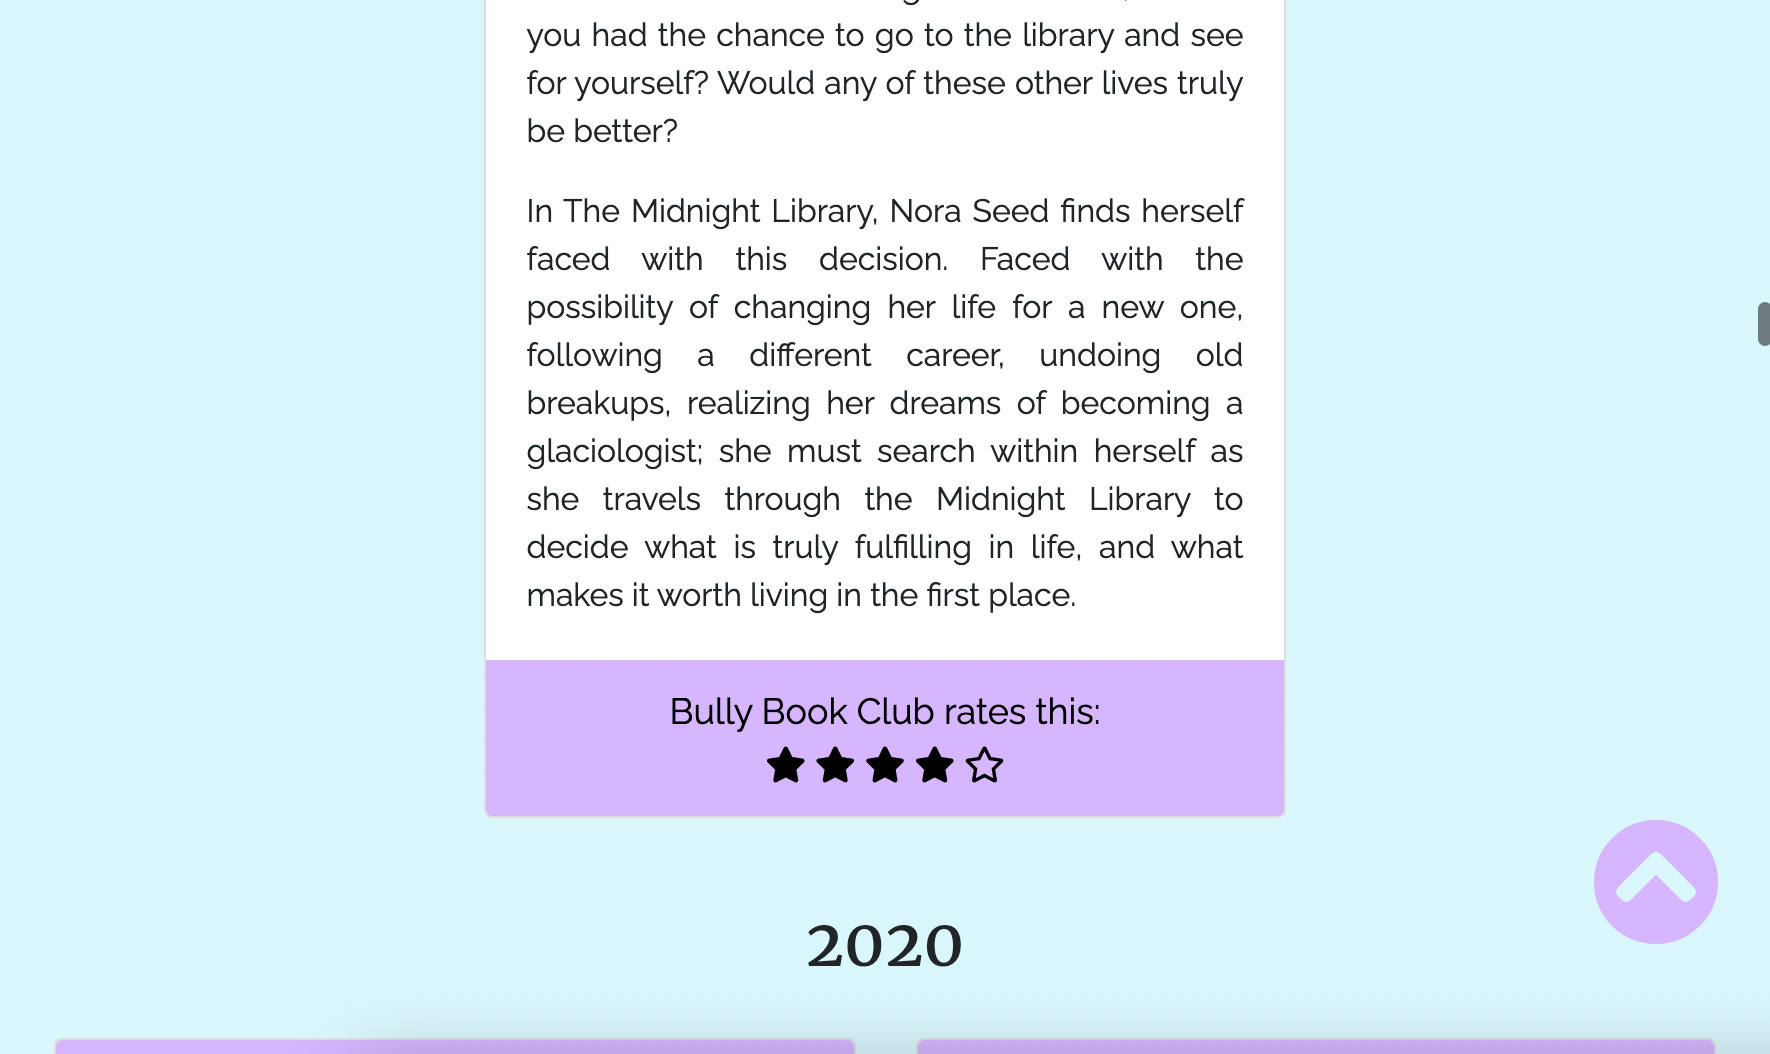 you had the chance to go to the library and see
for yourself? Would any of these other lives truly
be better?
In The Midnight Library, Nora Seed finds herself
faced with this decision. Faced with the
possibility of changing her life for a new one,
following a different career, undoing old
breakups, realizing her dreams of becoming a
glaciologist; she must search within herself as
she travels through the Midnight Library to
decide what is truly fulfilling in life, and what
makes it worth living in the first place.
Bully Book Club rates this:
2020